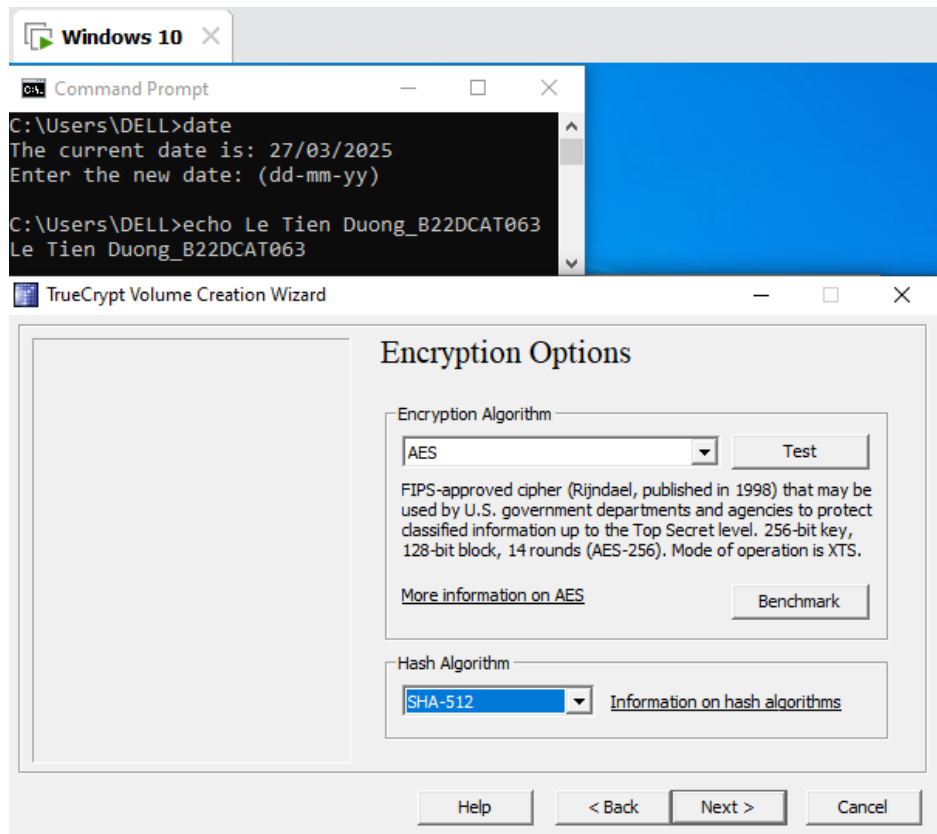 Windows 10
Command Prompt
C:\Users\DELL>date
The current date is: 27/03/2025
Enter the new date: (dd-mm-yy)
C:\Users\DELL>echo Le Tien Duong_B22DCAT063
Le Tien Duong_B22DCAT063
TrueCrypt Volume Creation Wizard
Encryption Options
Encryption Algorithm
AES
Test
FIPS-approved cipher (Rijndael, published in 1998) that may be
used by U.S. government departments and agencies to protect
classified information up to the Top Secret level. 256-bit key,
128-bit block, 14 rounds (AES-256). Mode of operation is XTS.
More information on AES
Benchmark
Hash Algorithm
SHA-512
Information on hash algorithms
Help
< Back
Next >
Cancel